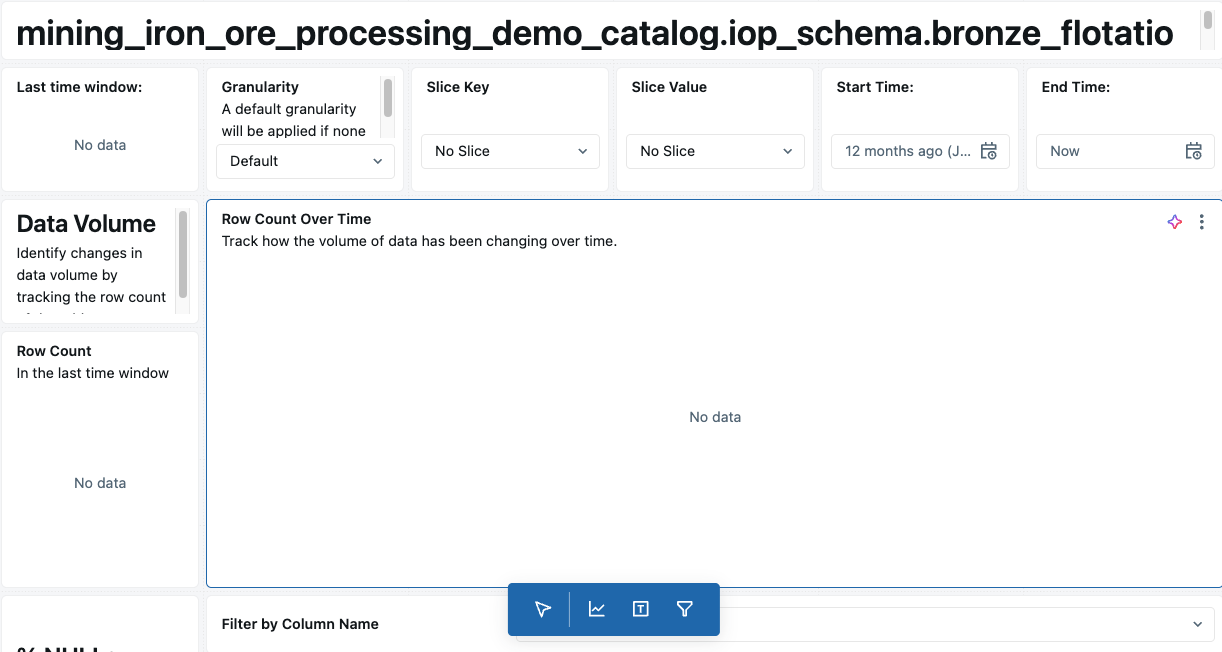 mining_iron_ore_processing_demo_catalog.iop_schema.bronze_flotatio
Last time window:
No data
Granularity
A default granularity
will be applied if none
Default
Slice Key
No Slice
Slice Value
No Slice
Start Time:
12 months ago (J...
End Time:
Now
Data Volume
Identify changes in
data volume by
tracking the row count
Row Count Over Time
Track how the volume of data has been changing over time.
No data
Row Count
In the last time window
No data
Filter by Column Name